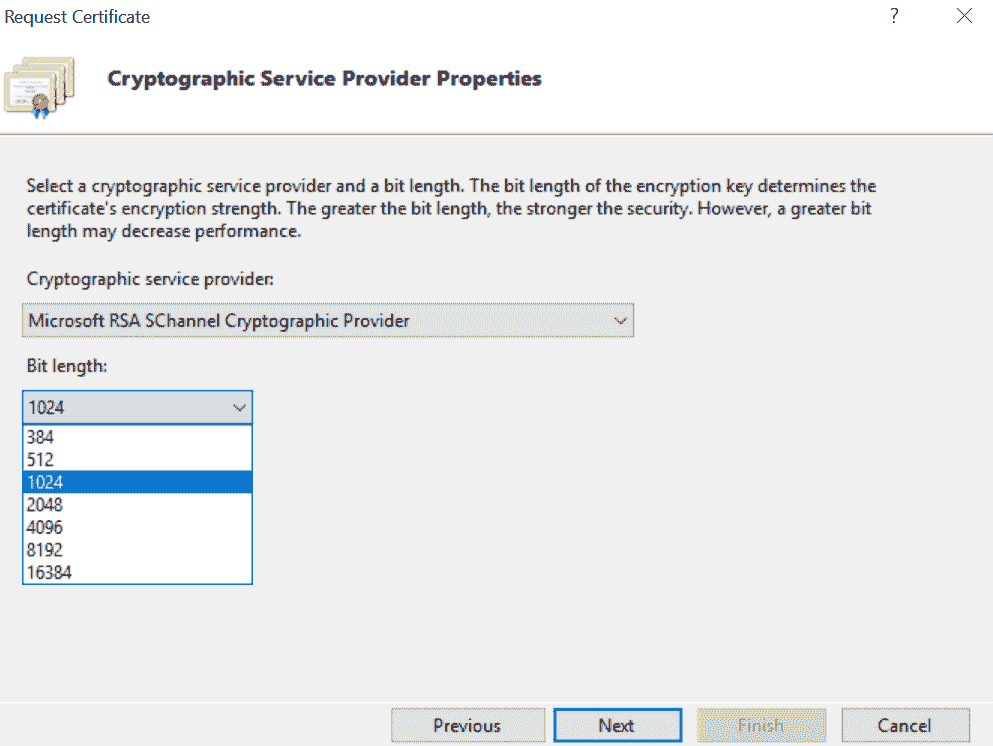 Request Certificate
?
Cryptographic Service Provider Properties
Select a cryptographic service provider and a bit length. The bit length of the encryption key determines the
certificate's encryption strength. The greater the bit length, the stronger the security. However, a greater bit
length may decrease performance.
Cryptographic service provider:
Microsoft RSA SChannel Cryptographic Provider
Bit length:
1024
384
512
1024
2048
4096
8192
16384
Previous
Next
Finish
Cancel